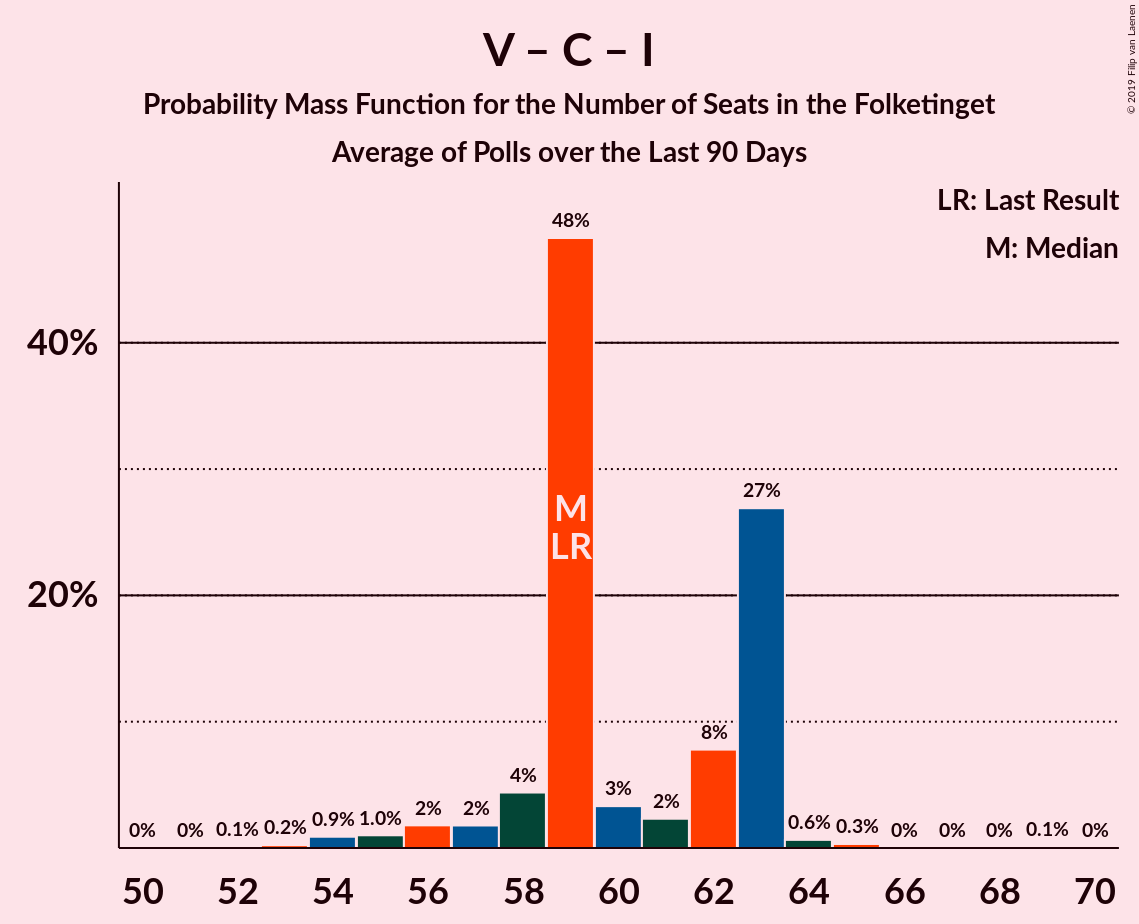 V – C – I
Probability Mass Function for the Number of Seats in the Folketinget
Average of Polls over the Last 90 Days
© 2019 Filip van Laenen
LR: Last Result
M: Median
40%
20%
0% 0% 0.1% 0.2% 0.9% 1.0% 2% 2% 4% 48% 3% 2% 8% 27% 0.6% 0.3% 0% 0% 0% 0.1% 0%
M
LR
50 52 54 56 58 60 62 64 66 68 70